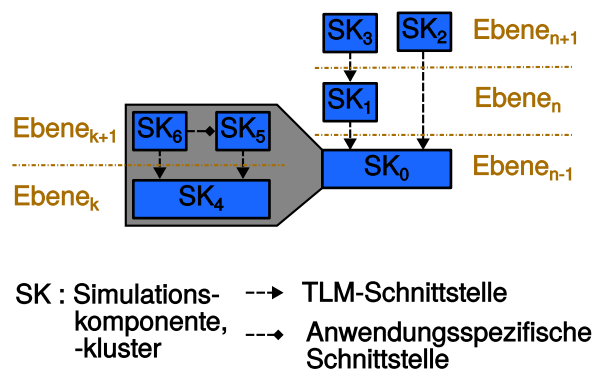 SK₃ SK₂ Ebeneₙ₊₁
SK₁ Ebeneₙ
Ebeneₖ₊₁ SK₆ SK₅
SK₀ Ebeneₙ₋₁
Ebeneₖ SK₄
SK : Simulations-
komponente,
-kluster
TLM-Schnittstelle
Anwendungsspezifische
Schnittstelle